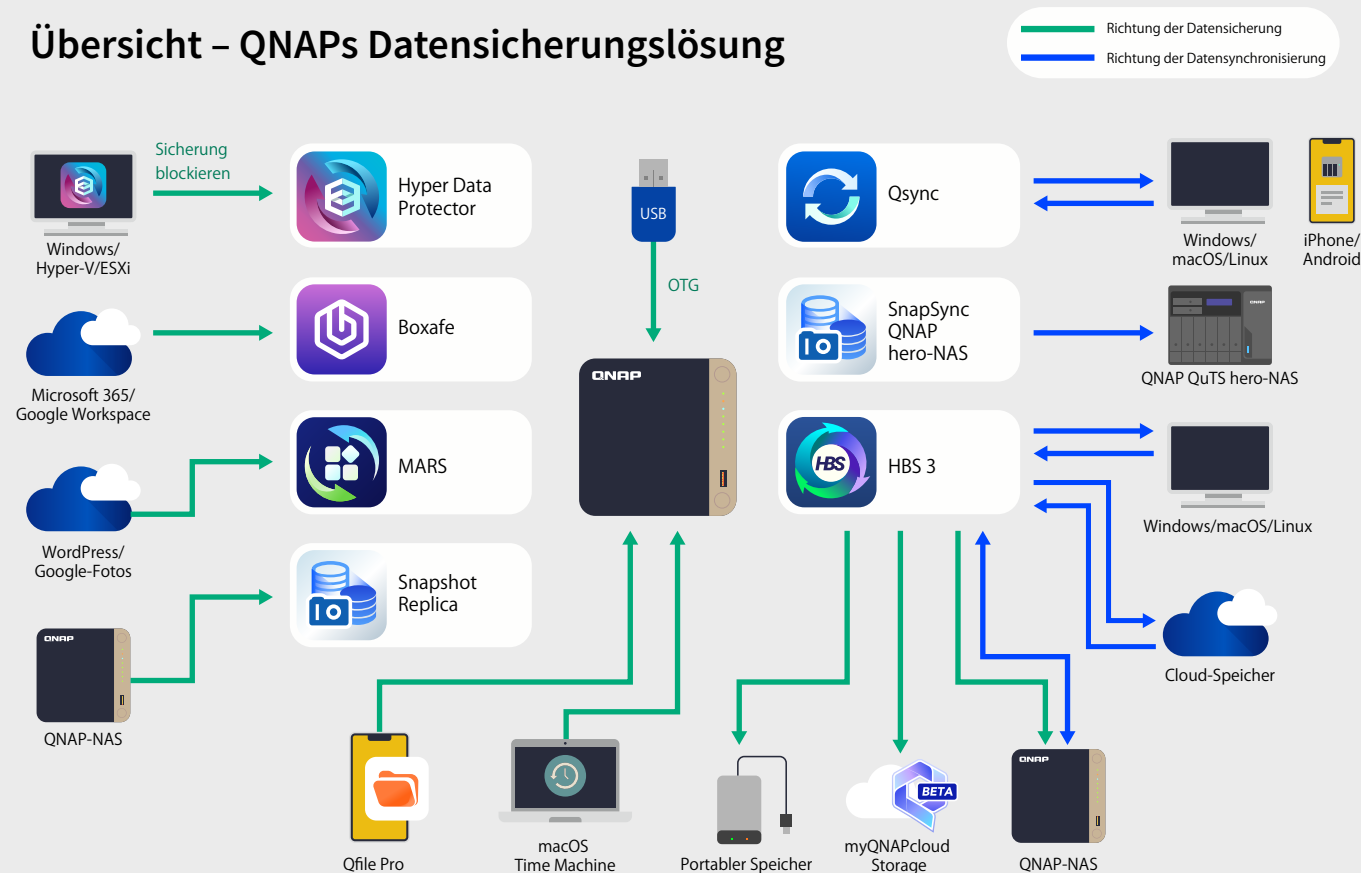 Übersicht – QNAPs Datensicherungslösung
Richtung der Datensicherung
Richtung der Datensynchronisierung
Sicherung
blockieren
Windows/
Hyper-V/ESXi
Hyper Data
Protector
USB
OTG
Qsync
Windows/
macOS/Linux
iPhone/
Android
Microsoft 365/
Google Workspace
Boxafe
QNAP
SnapSync
QNAP
hero-NAS
QNAP
QNAP QuTS hero-NAS
WordPress/
Google-Fotos
MARS
HBS
HBS 3
Windows/macOS/Linux
QNAP
QNAP-NAS
Snapshot
Replica
Cloud-Speicher
Qfile Pro
macOS
Time Machine
Portabler Speicher
BETA
myQNAPcloud
Storage
QNAP
QNAP-NAS